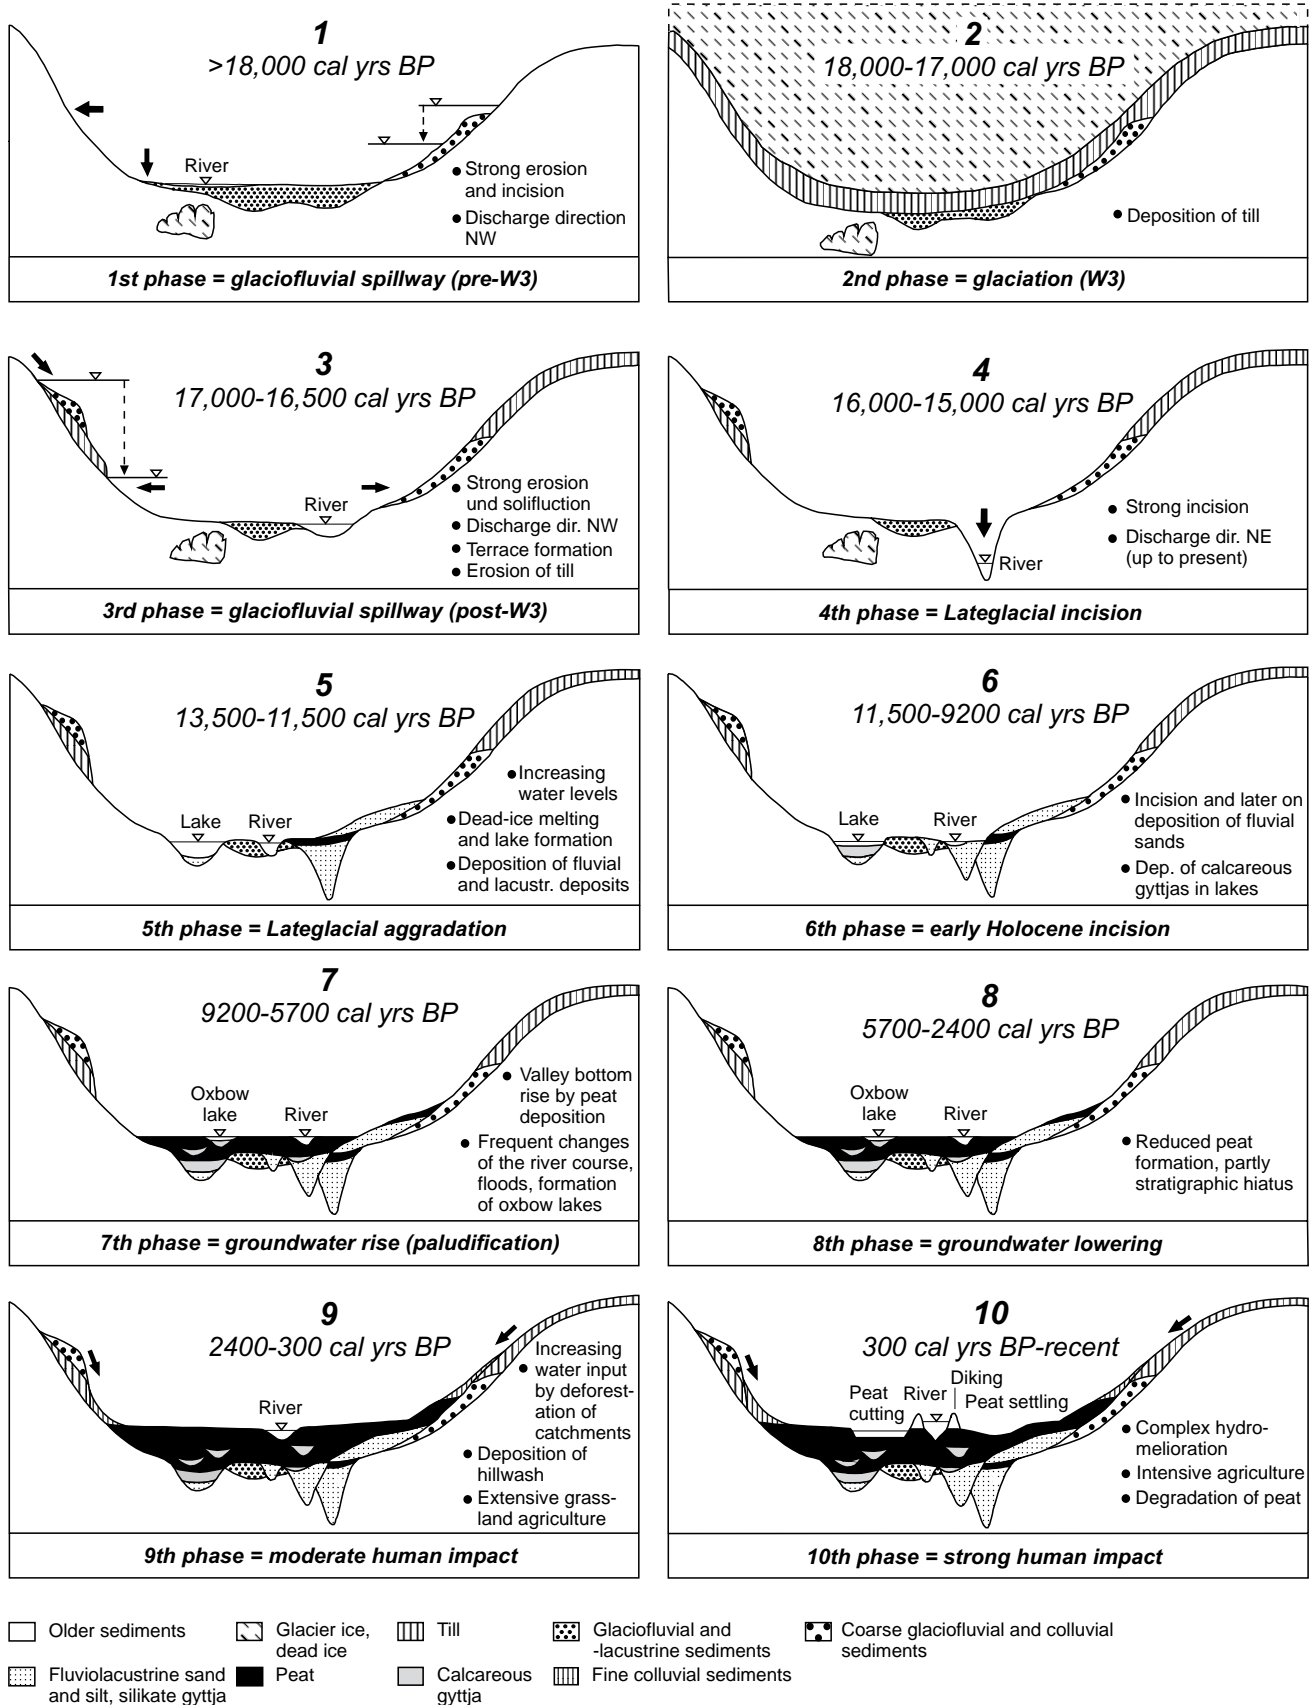 1
>18,000 cal yrs BP
River
● Strong erosion
and incision
● Discharge direction
NW
1st phase = glaciofluvial spillway (pre-W3)
2
18,000-17,000 cal yrs BP
● Deposition of till
2nd phase = glaciation (W3)
3
17,000-16,500 cal yrs BP
River
● Strong erosion
und solifluction
● Discharge dir. NW
● Terrace formation
● Erosion of till
3rd phase = glaciofluvial spillway (post-W3)
4
16,000-15,000 cal yrs BP
River
● Strong incision
● Discharge dir. NE
(up to present)
4th phase = Lateglacial incision
5
13,500-11,500 cal yrs BP
Lake
River
● Increasing
water levels
● Dead-ice melting
and lake formation
● Deposition of fluvial
and lacustr. deposits
5th phase = Lateglacial aggradation
6
11,500-9200 cal yrs BP
Lake
River
● Incision and later on
deposition of fluvial
sands
● Dep. of calcareous
gyttjas in lakes
6th phase = early Holocene incision
7
9200-5700 cal yrs BP
Oxbow
lake
River
● Valley bottom
rise by peat
deposition
● Frequent changes
of the river course,
floods, formation
of oxbow lakes
7th phase = groundwater rise (paludification)
8
5700-2400 cal yrs BP
Oxbow
lake
River
● Reduced peat
formation, partly
stratigraphic hiatus
8th phase = groundwater lowering
9
2400-300 cal yrs BP
River
● Increasing
water input
by deforest-
ation of
catchments
● Deposition of
hillwash
● Extensive grass-
land agriculture
9th phase = moderate human impact
10
300 cal yrs BP-recent
Peat
cutting
River
Diking
Peat settling
● Complex hydro-
melioration
● Intensive agriculture
● Degradation of peat
10th phase = strong human impact
Older sediments
Glacier ice,
dead ice
Till
Glaciofluvial and
-lacustrine sediments
Coarse glaciofluvial and colluvial
sediments
Fluviolacustrine sand
and silt, silikate gyttja
Peat
Calcareous
gyttja
Fine colluvial sediments